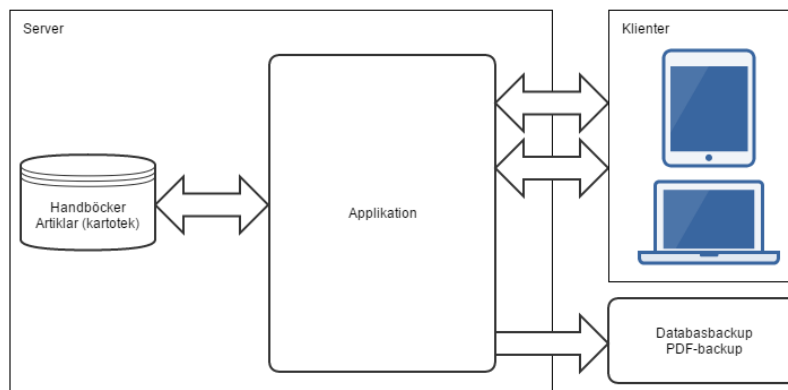 Server
Klienter
Handböcker
Artiklar (kartotek)
Applikation
Databasbackup
PDF-backup